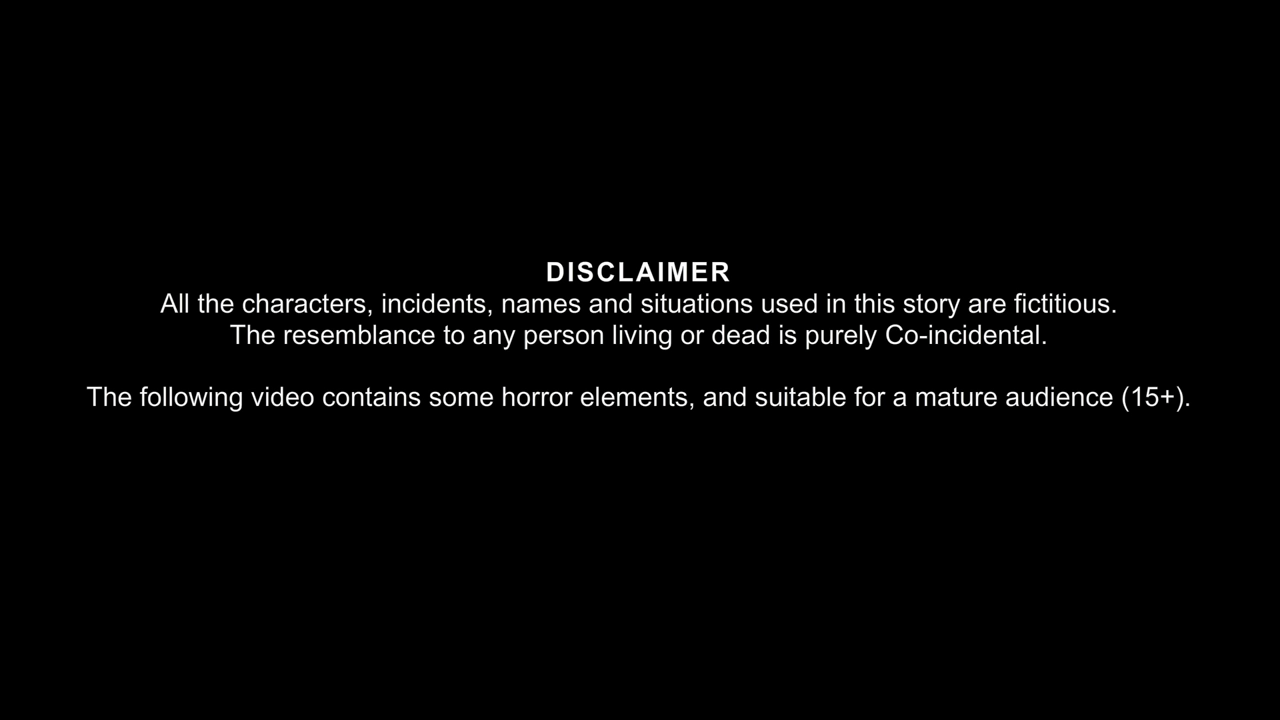 DISCLAIMER
All the characters, incidents, names and situations used in this story are fictitious.
The resemblance to any person living or dead is purely Co-incidental.
The following video contains some horror elements, and suitable for a mature audience (15+).